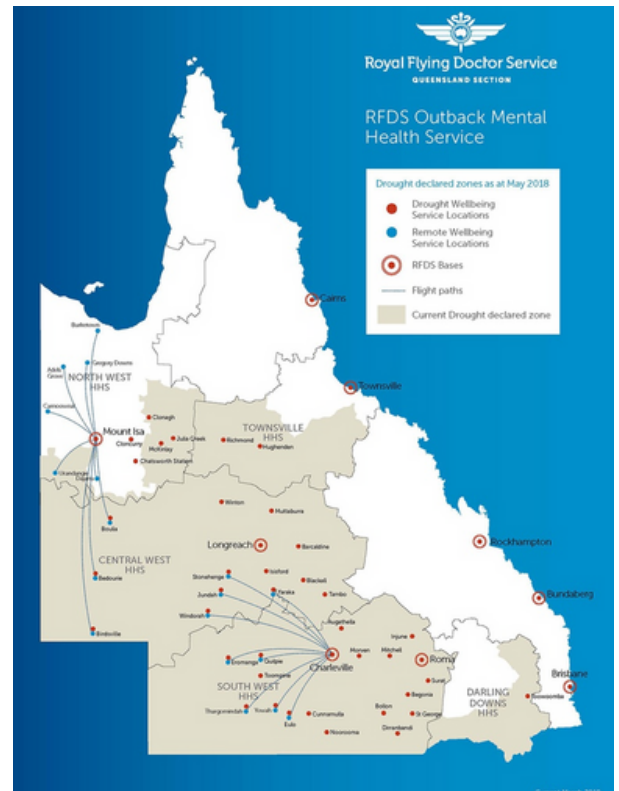 Royal Flying Doctor Service
QUEENSLAND SECTION
RFDS Outback Mental
Health Service
Drought declared zones as at May 2018
Drought Wellbeing
Service Locations
Remote Wellbeing
Service Locations
RFDS Bases
Flight paths
Current Drought declared zone
Cairns
Burketown
Gregory Downs
Adels
Grove
NORTH WEST
HHS
Camooweal
Townsville
Clonagh
Mount Isa
Cloncurry
McKinlay
Julia Creek
Chatsworth Station
TOWNSVILLE
HHS
Richmond
Hughenden
Urandangie
Dajarra
Winton
Muttaburra
Boulia
Longreach
Barcaldine
Rockhampton
CENTRAL WEST
HHS
Bedourie
Stonehenge
Isisford
Blackall
Jundah
Yaraka
Tambo
Windorah
Bundaberg
Birdsville
Augathella
Injune
Eromanga
Quilpie
Charleville
Morven
Mitchell
Roma
Toompine
Surat
SOUTH WEST
HHS
Begonia
DARLING
DOWNS
HHS
Brisbane
Toowoomba
Thargomindah
Yowah
Eulo
Cunnamulla
Bollon
St George
Noorooma
Dirranbandi